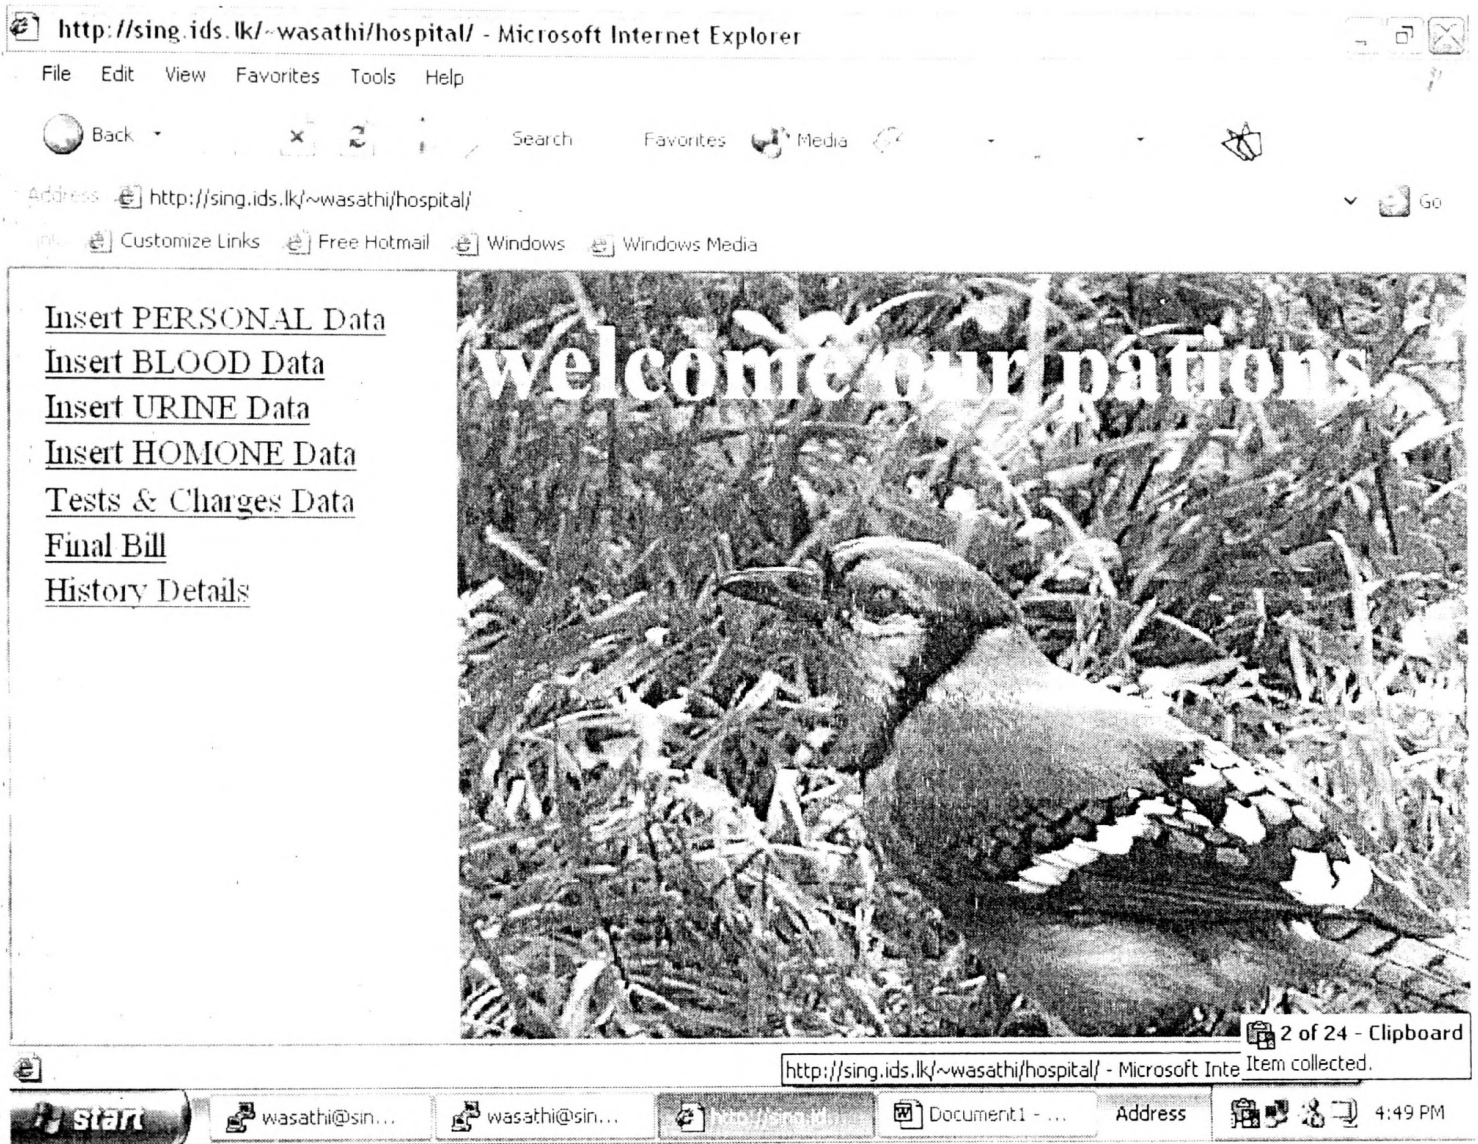 http://sing.ids.lk/~wasathi/hospital/ - Microsoft Internet Explorer
File Edit View Favorites Tools Help
Back Search Favorites Media
Address http://sing.ids.lk/~wasathi/hospital/ Go
Customize Links Free Hotmail Windows Windows Media
Insert PERSONAL Data
Insert BLOOD Data
Insert URINE Data
Insert HOMONE Data
Tests & Charges Data
Final Bill
History Details
welcome our pations
2 of 24 - Clipboard
Item collected.
http://sing.ids.lk/~wasathi/hospital/ - Microsoft Inte
start wasathi@sin... wasathi@sin... http://sing.id... Document1 - ... Address 4:49 PM